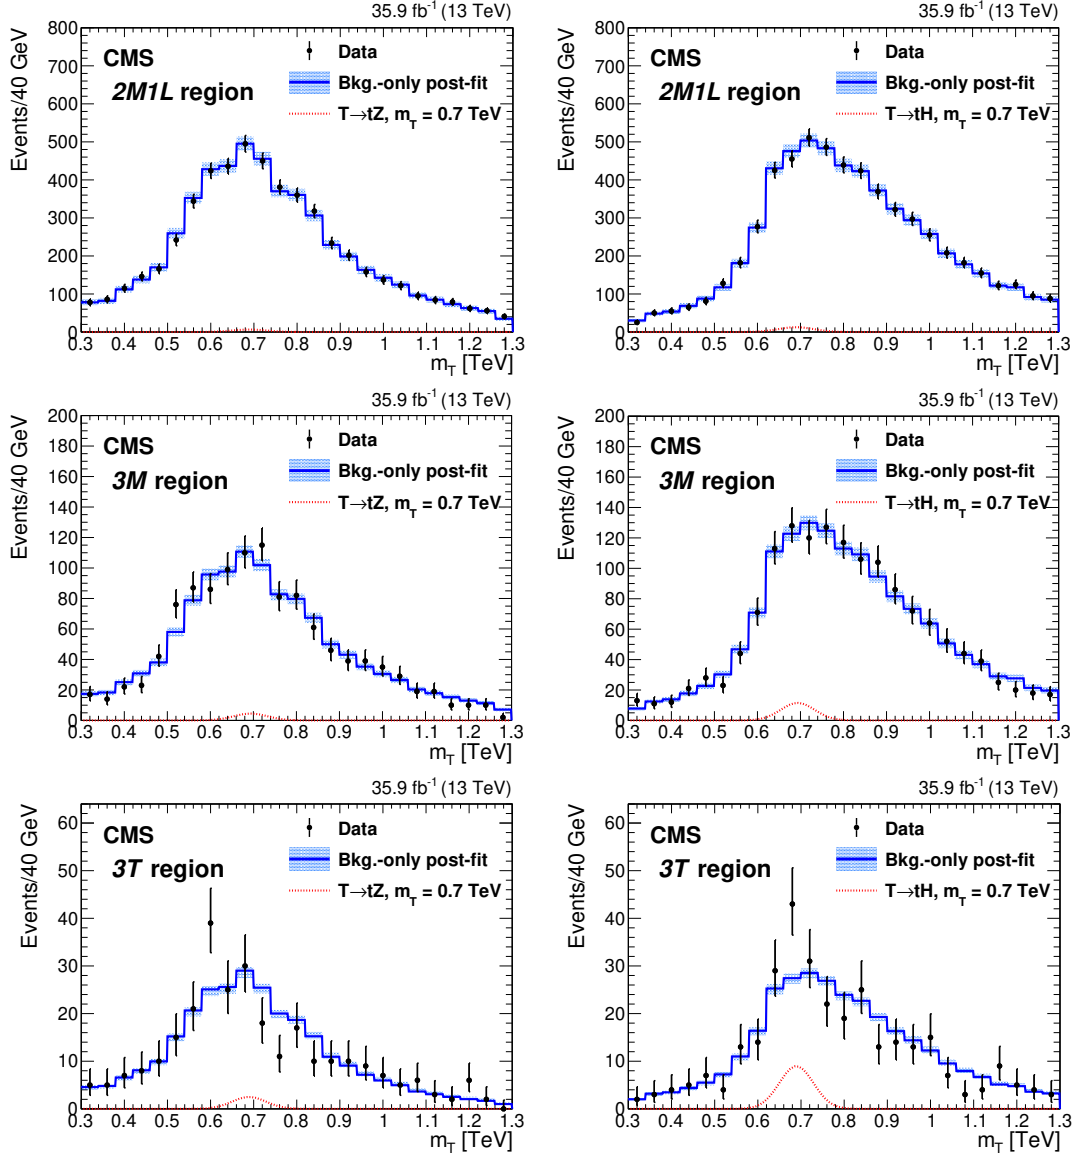 35.9 fb⁻¹ (13 TeV)
Events/40 GeV
800
700
600
500
400
300
200
100
0
CMS
2M1L region
Data
Bkg.-only post-fit
T→tZ, m_T = 0.7 TeV
0.3 0.4 0.5 0.6 0.7 0.8 0.9 1 1.1 1.2 1.3
m_T [TeV]
35.9 fb⁻¹ (13 TeV)
Events/40 GeV
800
700
600
500
400
300
200
100
0
CMS
2M1L region
Data
Bkg.-only post-fit
T→tH, m_T = 0.7 TeV
0.3 0.4 0.5 0.6 0.7 0.8 0.9 1 1.1 1.2 1.3
m_T [TeV]
35.9 fb⁻¹ (13 TeV)
Events/40 GeV
200
180
160
140
120
100
80
60
40
20
0
CMS
3M region
Data
Bkg.-only post-fit
T→tZ, m_T = 0.7 TeV
0.3 0.4 0.5 0.6 0.7 0.8 0.9 1 1.1 1.2 1.3
m_T [TeV]
35.9 fb⁻¹ (13 TeV)
Events/40 GeV
200
180
160
140
120
100
80
60
40
20
0
CMS
3M region
Data
Bkg.-only post-fit
T→tH, m_T = 0.7 TeV
0.3 0.4 0.5 0.6 0.7 0.8 0.9 1 1.1 1.2 1.3
m_T [TeV]
35.9 fb⁻¹ (13 TeV)
Events/40 GeV
60
50
40
30
20
10
0
CMS
3T region
Data
Bkg.-only post-fit
T→tZ, m_T = 0.7 TeV
0.3 0.4 0.5 0.6 0.7 0.8 0.9 1 1.1 1.2 1.3
m_T [TeV]
35.9 fb⁻¹ (13 TeV)
Events/40 GeV
60
50
40
30
20
10
0
CMS
3T region
Data
Bkg.-only post-fit
T→tH, m_T = 0.7 TeV
0.3 0.4 0.5 0.6 0.7 0.8 0.9 1 1.1 1.2 1.3
m_T [TeV]